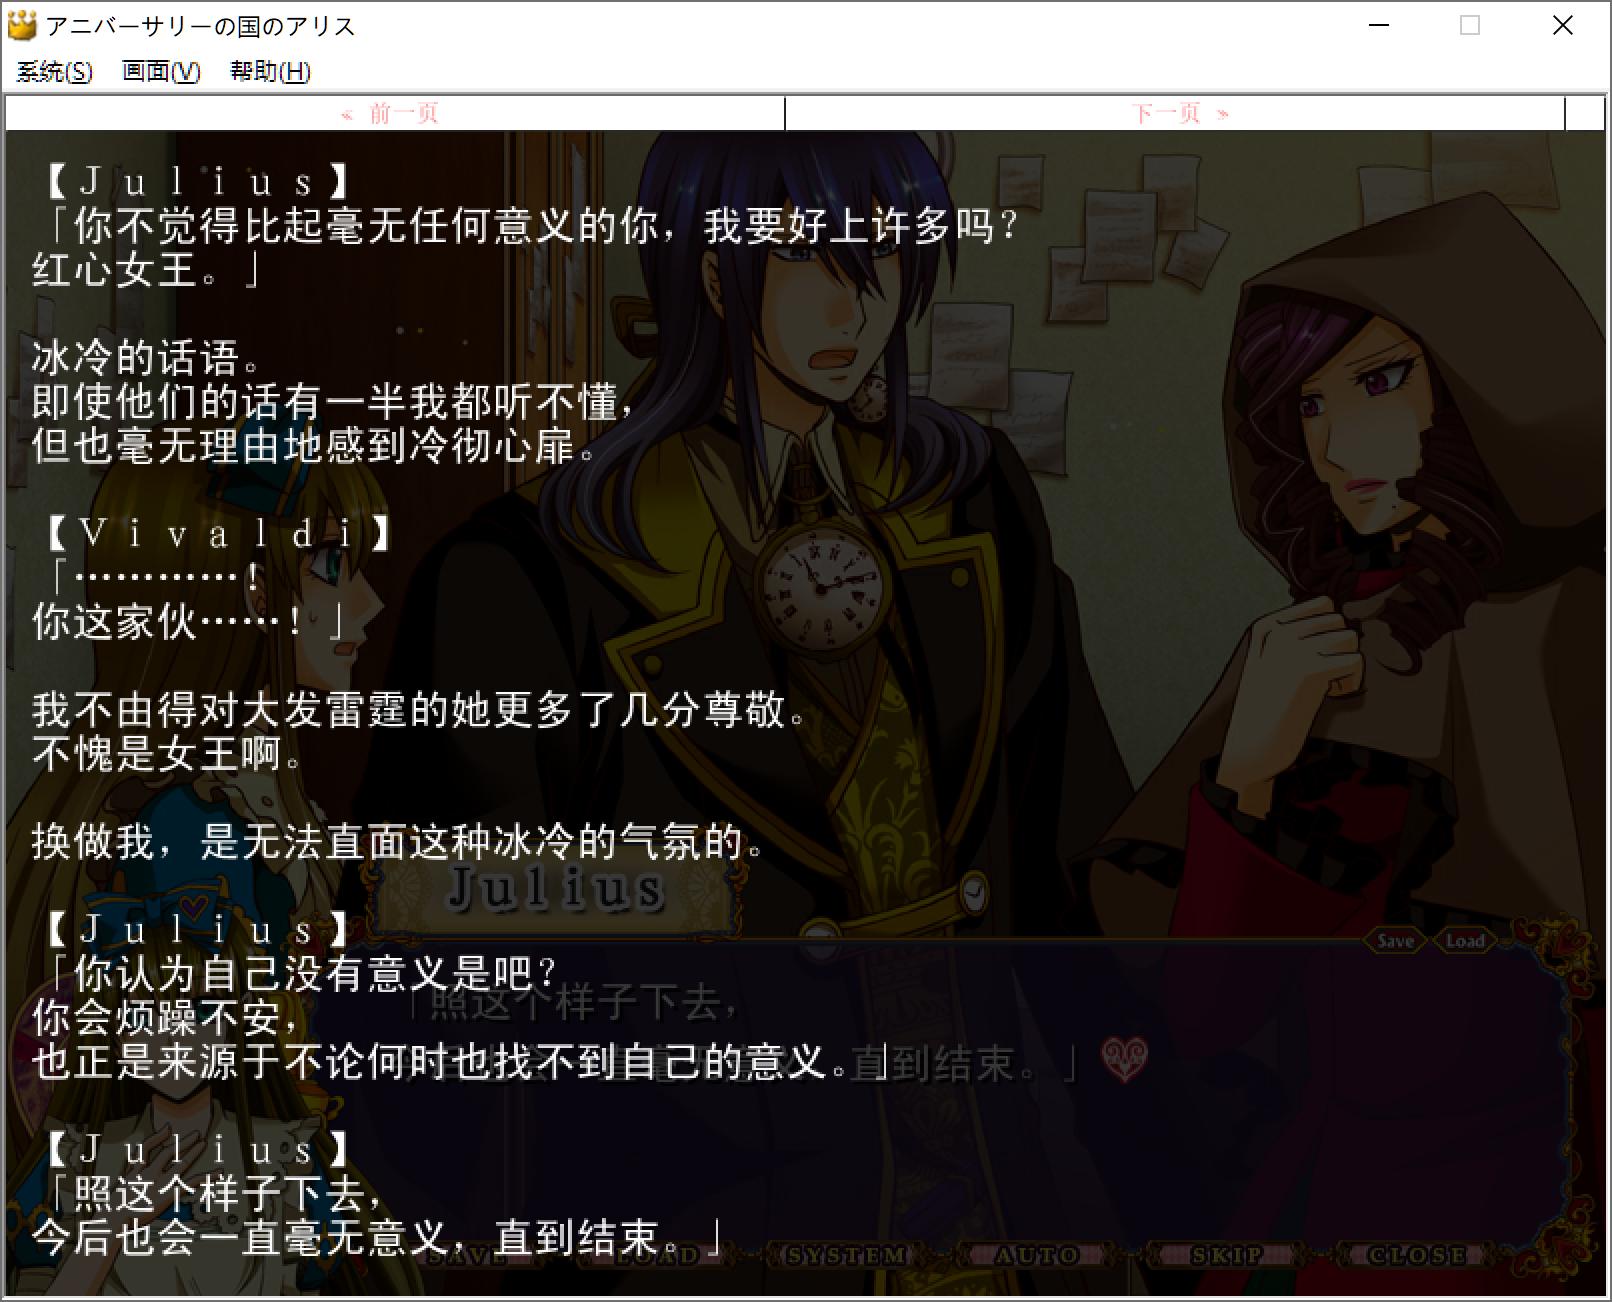 アニバーサリーの国のアリス
系统(S) 画面(V) 帮助(H)
« 前一页
下一页 »
【Julius】
「你不觉得比起毫无任何意义的你，我要好上许多吗？
红心女王。」
冰冷的话语。
即使他们的话有一半我都听不懂，
但也毫无理由地感到冷彻心扉。
【Vivaldi】
「…………！
你这家伙……！」
我不由得对大发雷霆的她更多了几分尊敬。
不愧是女王啊。
换做我，是无法直面这种冰冷的气氛的。
Julius
【Julius】
Save Load
「你认为自己没有意义是吧？
「照这个样子下去，
你会烦躁不安，
也正是来源于不论何时也找不到自己的意义。」
直到结束。」
【Julius】
「照这个样子下去，
今后也会一直毫无意义，直到结束。」
SAVE LOAD SYSTEM AUTO SKIP CLOSE